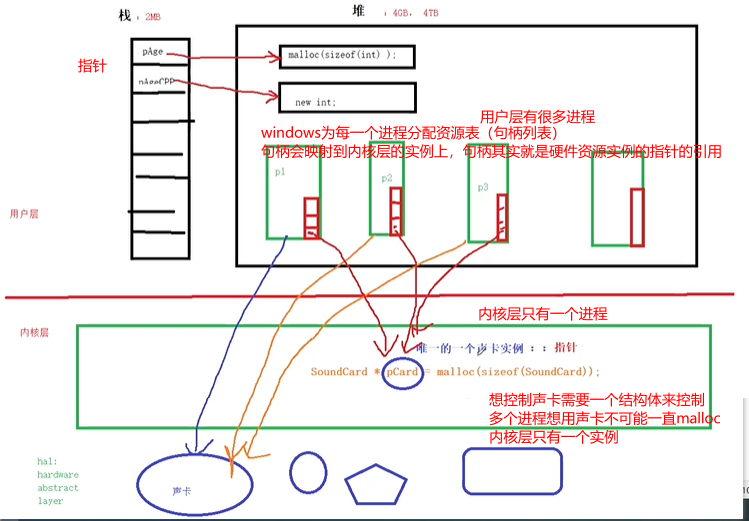 栈 : 2MB
堆 : 4GB, 4TB
指针
pAge
malloc(sizeof(int) );
pAgeCPP
new int;
用户层有很多进程
windows为每一个进程分配资源表（句柄列表）
句柄会映射到内核层的实例上，句柄其实就是硬件资源实例的指针的引用
p1
p2
p3
用户层
内核层
内核层只有一个进程
唯一的一个声卡实例 : : 指针
SoundCard * pCard = malloc(sizeof(SoundCard));
想控制声卡需要一个结构体来控制
多个进程想用声卡不可能一直malloc
内核层只有一个实例
hal:
hardware
abstract
layer
声卡